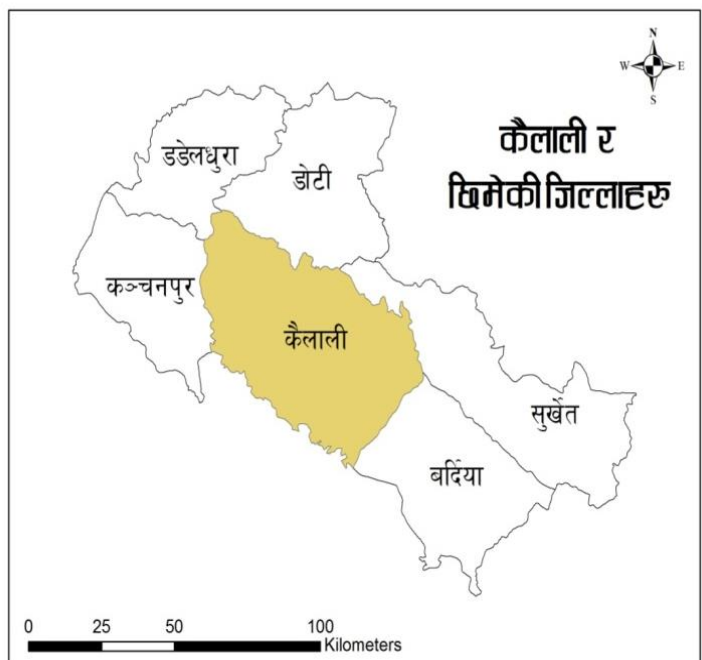 N
W E
S
कैलाली र
छिमेकी जिल्लाहरु
डडेलधुरा
डोटी
कञ्चनपुर
कैलाली
सुर्खेत
बर्दिया
0 25 50 100
Kilometers